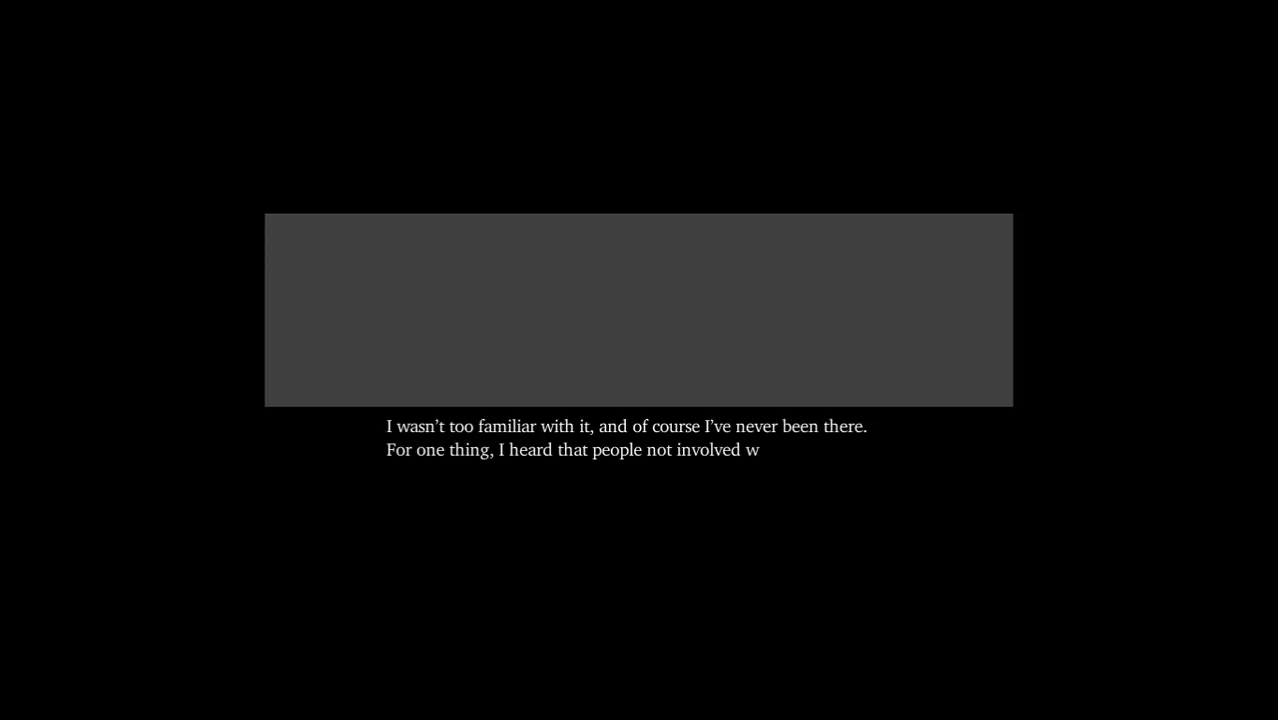 I wasn’t too familiar with it, and of course I’ve never been there.
For one thing, I heard that people not involved w